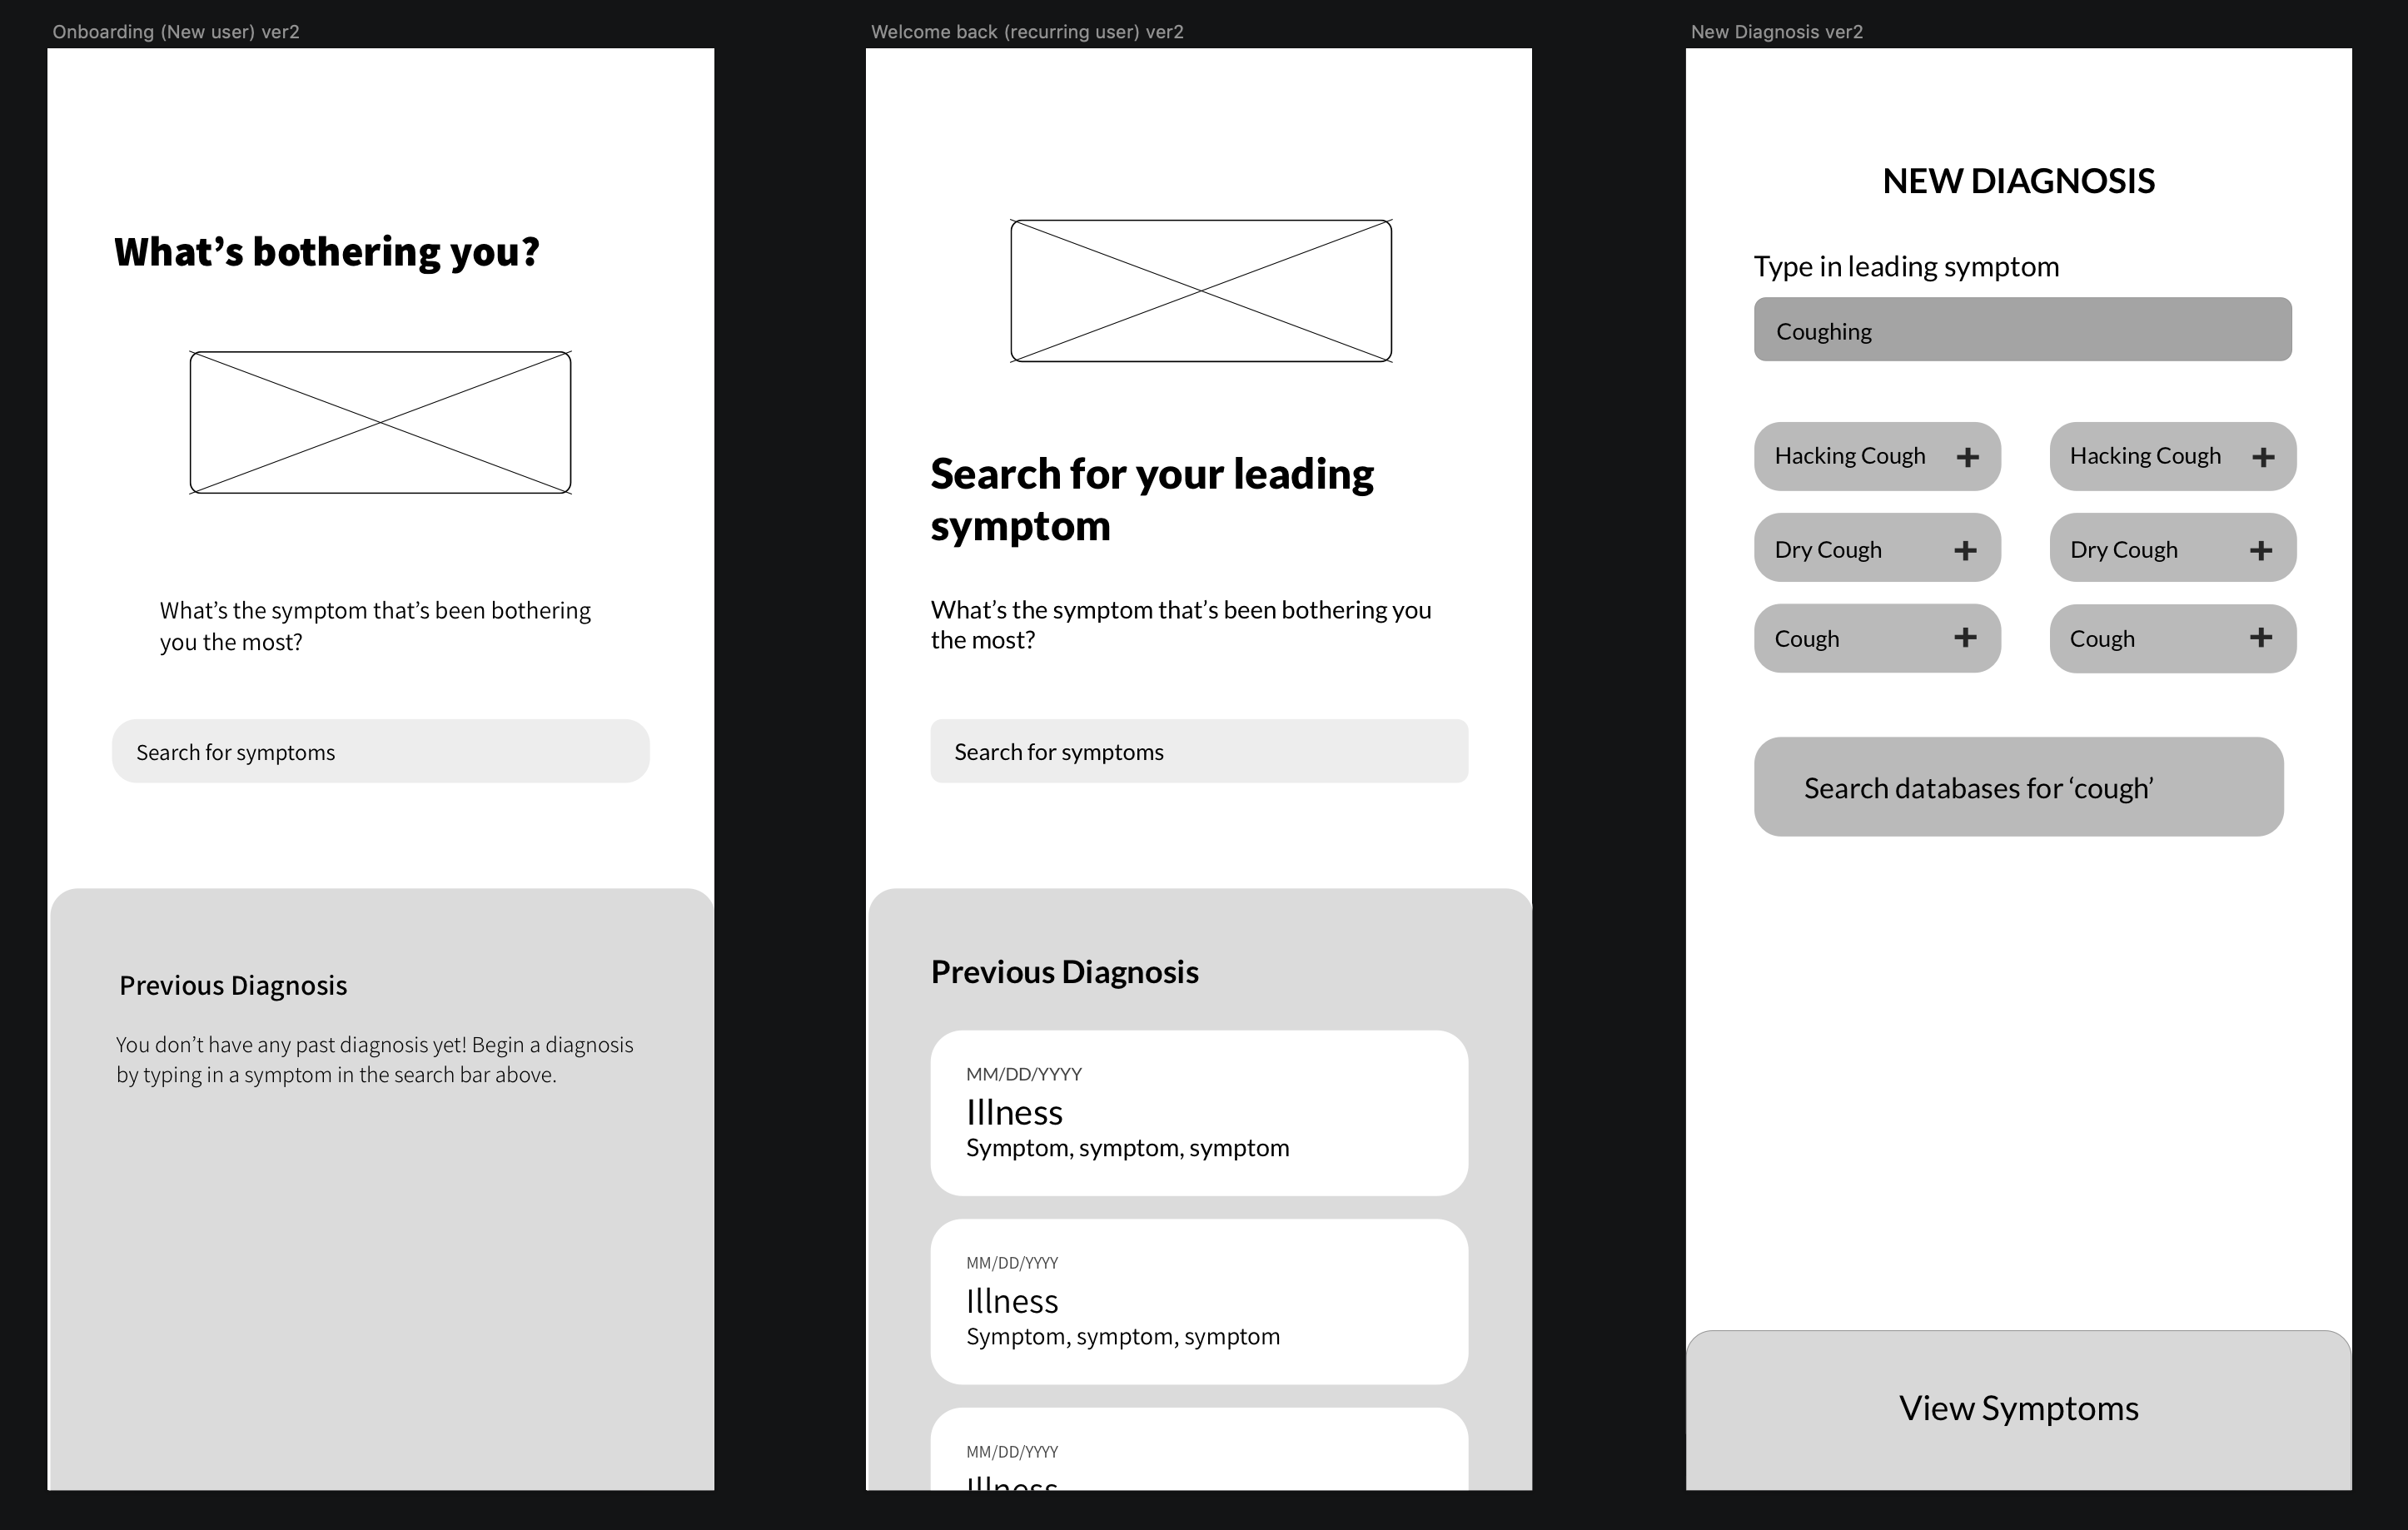 Onboarding (New user) ver2
What’s bothering you?
What’s the symptom that’s been bothering
you the most?
Search for symptoms
Previous Diagnosis
You don’t have any past diagnosis yet! Begin a diagnosis
by typing in a symptom in the search bar above.
Welcome back (recurring user) ver2
Search for your leading
symptom
What’s the symptom that’s been bothering you
the most?
Search for symptoms
Previous Diagnosis
MM/DD/YYYY
Illness
Symptom, symptom, symptom
MM/DD/YYYY
Illness
Symptom, symptom, symptom
MM/DD/YYYY
Illness
New Diagnosis ver2
NEW DIAGNOSIS
Type in leading symptom
Coughing
Hacking Cough +
Hacking Cough +
Dry Cough +
Dry Cough +
Cough +
Cough +
Search databases for ‘cough’
View Symptoms